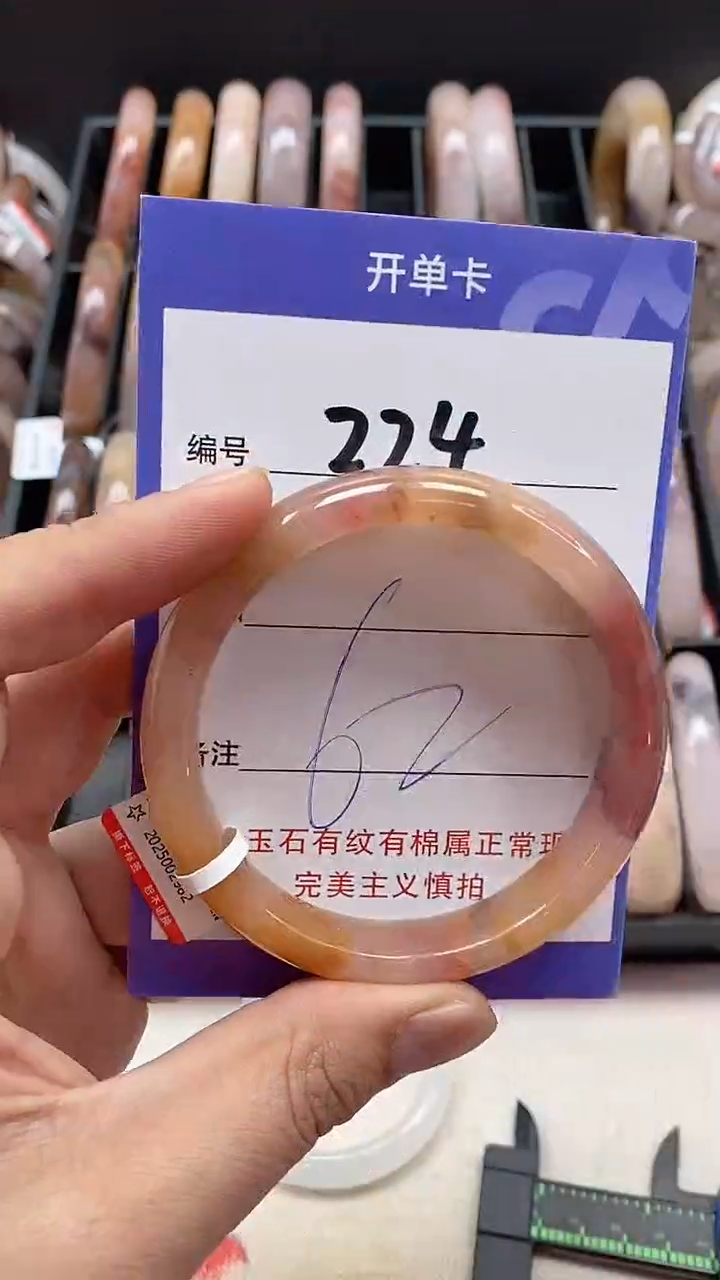 开单卡
编号 224
备注 62
玉石有纹有棉属正常现
完美主义慎拍